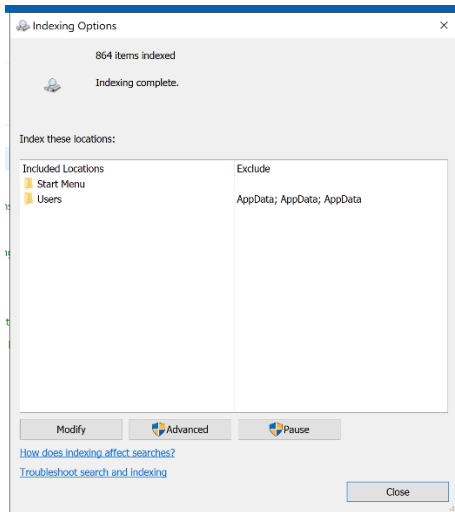 Indexing Options
864 items indexed
Indexing complete.
Index these locations:
Included Locations Exclude
Start Menu
Users AppData; AppData; AppData
Modify Advanced Pause
How does indexing affect searches?
Troubleshoot search and indexing
Close